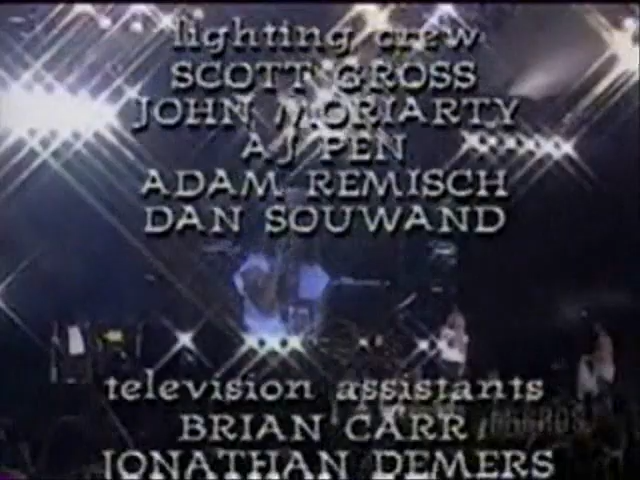 lighting crew
SCOTT GROSS
JOHN MORIARTY
AJ PEN
ADAM REMISCH
DAN SOUWAND
television assistants
BRIAN CARR
JONATHAN DEMERS